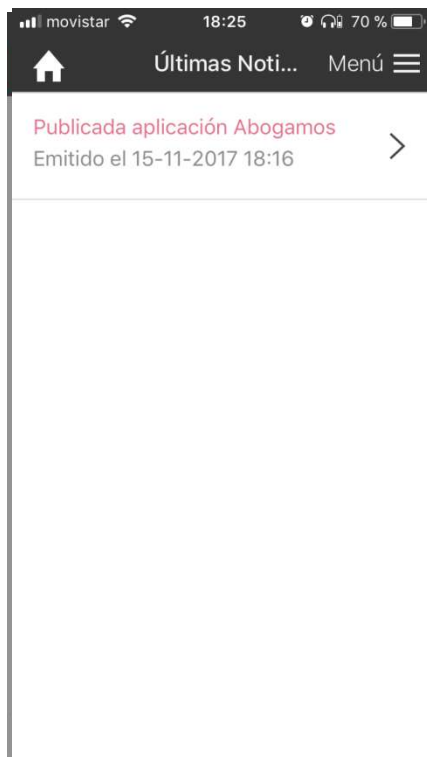 movistar 18:25 70 %
Últimas Noti... Menú
Publicada aplicación Abogamos
Emitido el 15-11-2017 18:16